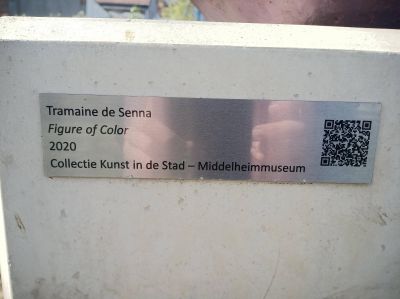 Tramaine de Senna
Figure of Color
2020
Collectie Kunst in de Stad – Middelheimmuseum